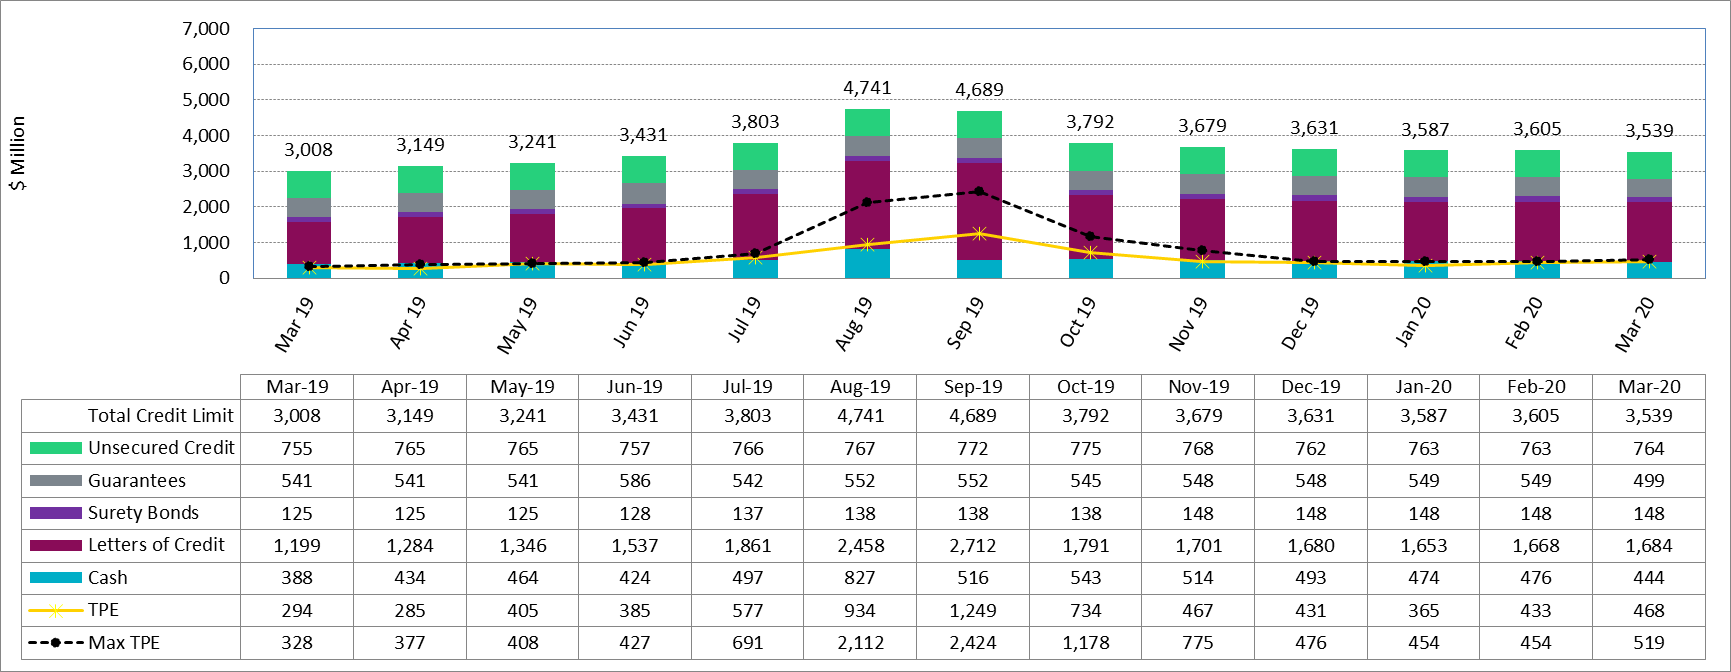 $ Million
7,000
6,000
5,000
4,000
3,000
2,000
1,000
0
3,008 3,149 3,241 3,431 3,803 4,741 4,689 3,792 3,679 3,631 3,587 3,605 3,539
Mar 19 Apr 19 May 19 Jun 19 Jul 19 Aug 19 Sep 19 Oct 19 Nov 19 Dec 19 Jan 20 Feb 20 Mar 20
Mar-19 Apr-19 May-19 Jun-19 Jul-19 Aug-19 Sep-19 Oct-19 Nov-19 Dec-19 Jan-20 Feb-20 Mar-20
Total Credit Limit 3,008 3,149 3,241 3,431 3,803 4,741 4,689 3,792 3,679 3,631 3,587 3,605 3,539
Unsecured Credit 755 765 765 757 766 767 772 775 768 762 763 763 764
Guarantees 541 541 541 586 542 552 552 545 548 548 549 549 499
Surety Bonds 125 125 125 128 137 138 138 138 148 148 148 148 148
Letters of Credit 1,199 1,284 1,346 1,537 1,861 2,458 2,712 1,791 1,701 1,680 1,653 1,668 1,684
Cash 388 434 464 424 497 827 516 543 514 493 474 476 444
TPE 294 285 405 385 577 934 1,249 734 467 431 365 433 468
Max TPE 328 377 408 427 691 2,112 2,424 1,178 775 476 454 454 519